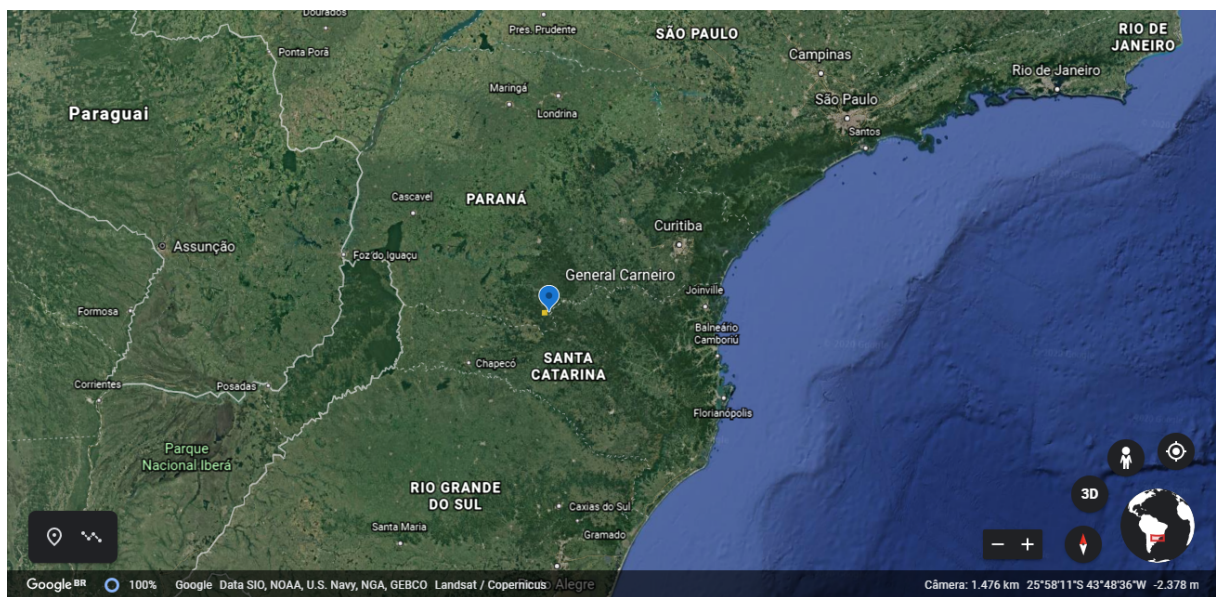 Dourados
Pres. Prudente
SÃO PAULO
RIO DE
JANEIRO
Ponta Porã
Campinas
Rio de Janeiro
Maringá
São Paulo
Paraguai
Londrina
Santos
Cascavel
PARANÁ
Curitiba
Assunção
Foz do Iguaçu
General Carneiro
Joinville
Formosa
Balneário
Camboriú
SANTA
CATARINA
Chapecó
Corrientes
Posadas
Florianópolis
Parque
Nacional Iberá
RIO GRANDE
DO SUL
Caxias do Sul
Santa Maria
Gramado
3D
Alegre
Google BR
100%
Google Data SIO, NOAA, U.S. Navy, NGA, GEBCO Landsat / Copernicus
Câmera: 1.476 km 25°58'11"S 43°48'36"W -2.378 m